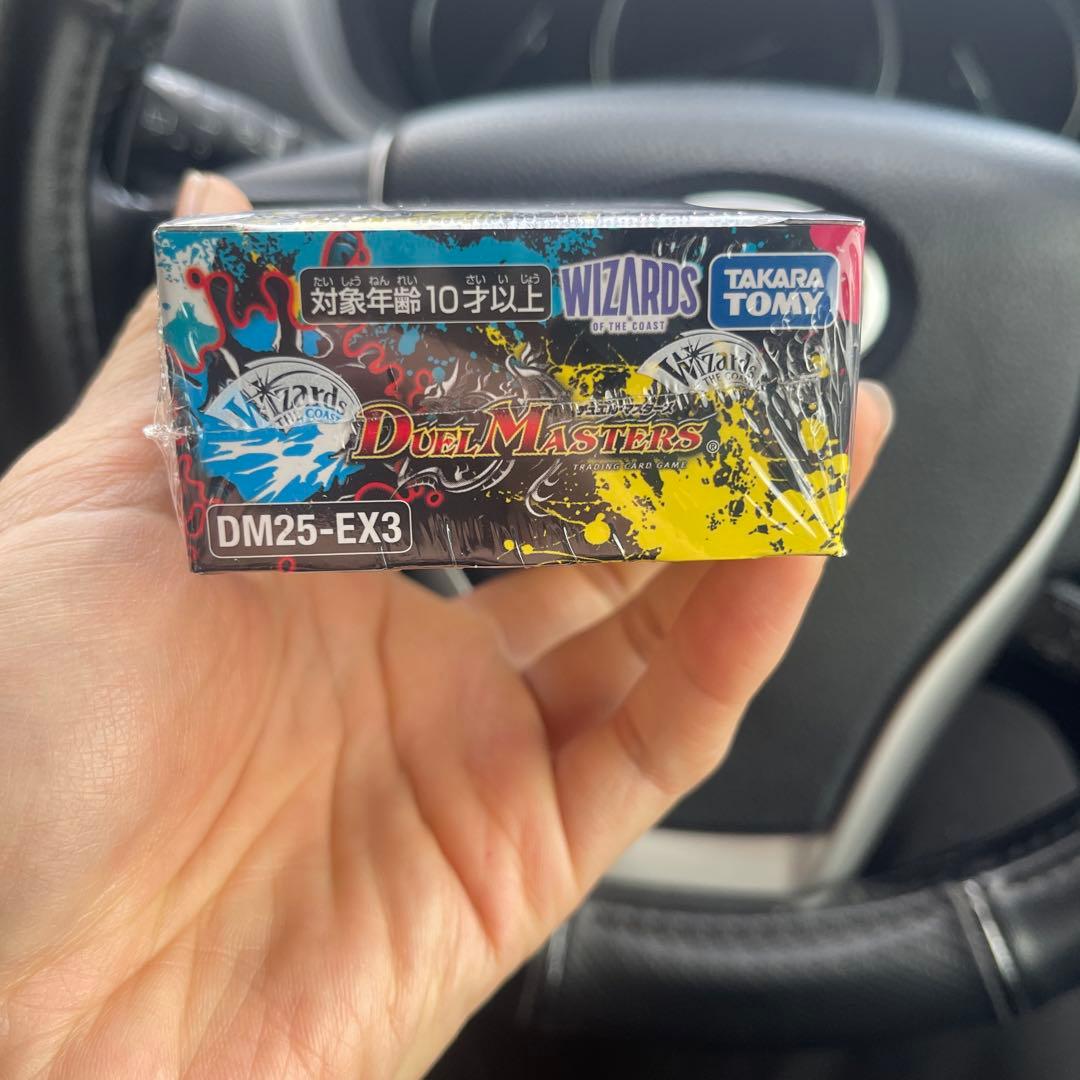 たい しょう ねん れい さい い じょう
対象年齢10才以上
WIZARDS
OF THE COAST
TAKARA
TOMY
Wizards
THE COAST
Wizards
THE COAST
デュエル・マスターズ
DUEL MASTERS®
TRADING CARD GAME
DM25-EX3